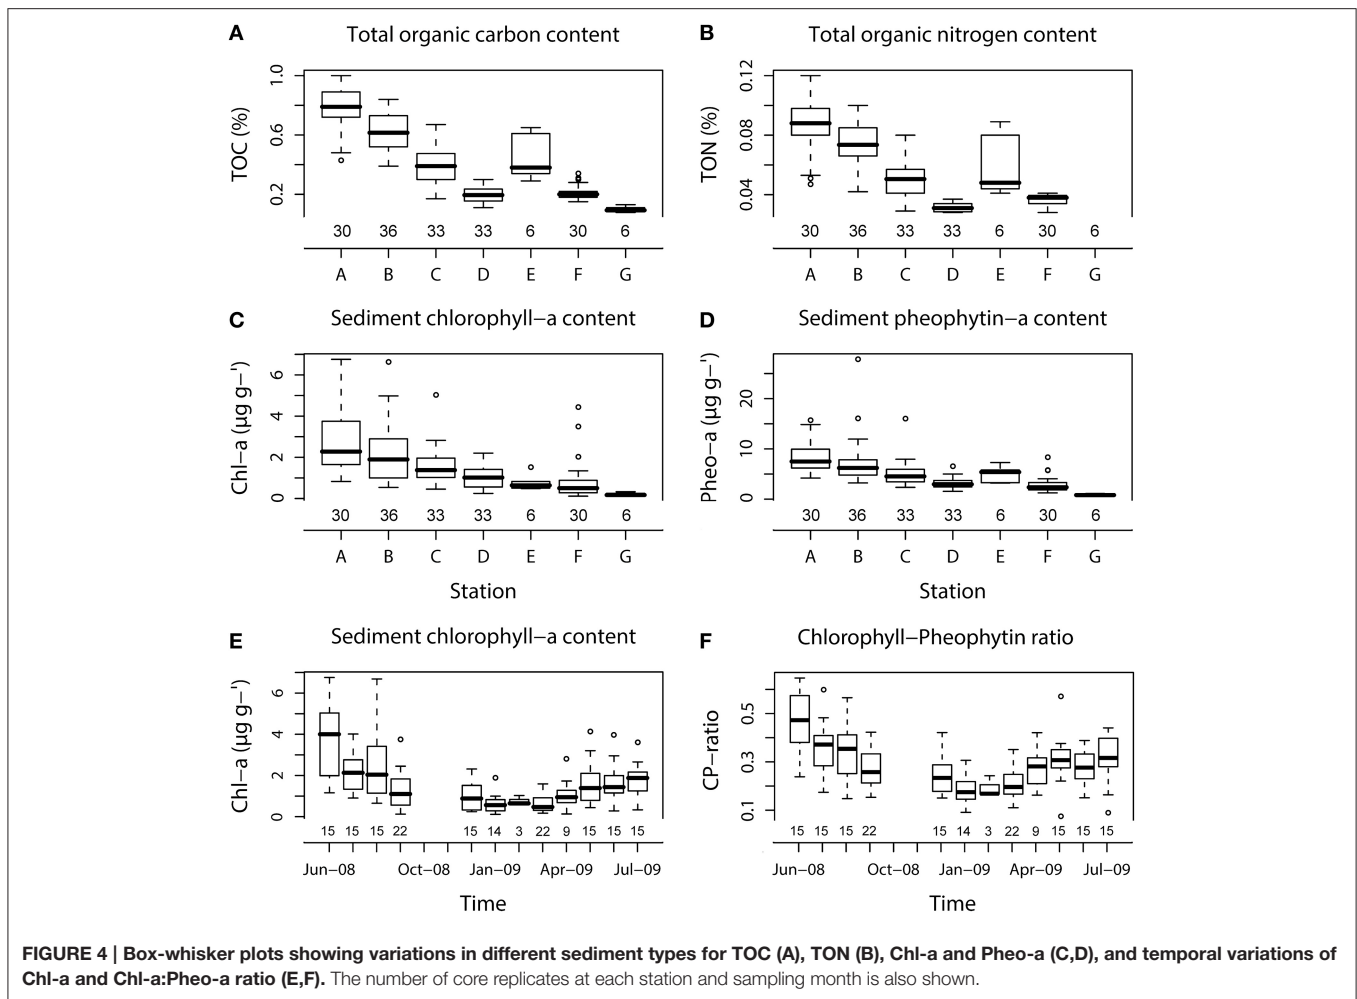 A Total organic carbon content
TOC (%)
1.0
0.6
0.2
30 36 33 33 6 30 6
A B C D E F G
B Total organic nitrogen content
TON (%)
0.12
0.08
0.04
30 36 33 33 6 30 6
A B C D E F G
C Sediment chlorophyll−a content
Chl−a (µg g−')
6
4
2
0
30 36 33 33 6 30 6
A B C D E F G
Station
D Sediment pheophytin−a content
Pheo−a (µg g−')
20
10
0
30 36 33 33 6 30 6
A B C D E F G
Station
E Sediment chlorophyll−a content
Chl−a (µg g−')
6
4
2
0
15 15 15 22 15 14 3 22 9 15 15 15
Jun−08 Oct−08 Jan−09 Apr−09 Jul−09
Time
F Chlorophyll−Pheophytin ratio
CP−ratio
0.5
0.3
0.1
15 15 15 22 15 14 3 22 9 15 15 15
Jun−08 Oct−08 Jan−09 Apr−09 Jul−09
Time
FIGURE 4 | Box-whisker plots showing variations in different sediment types for TOC (A), TON (B), Chl-a and Pheo-a (C,D), and temporal variations of
Chl-a and Chl-a:Pheo-a ratio (E,F). The number of core replicates at each station and sampling month is also shown.